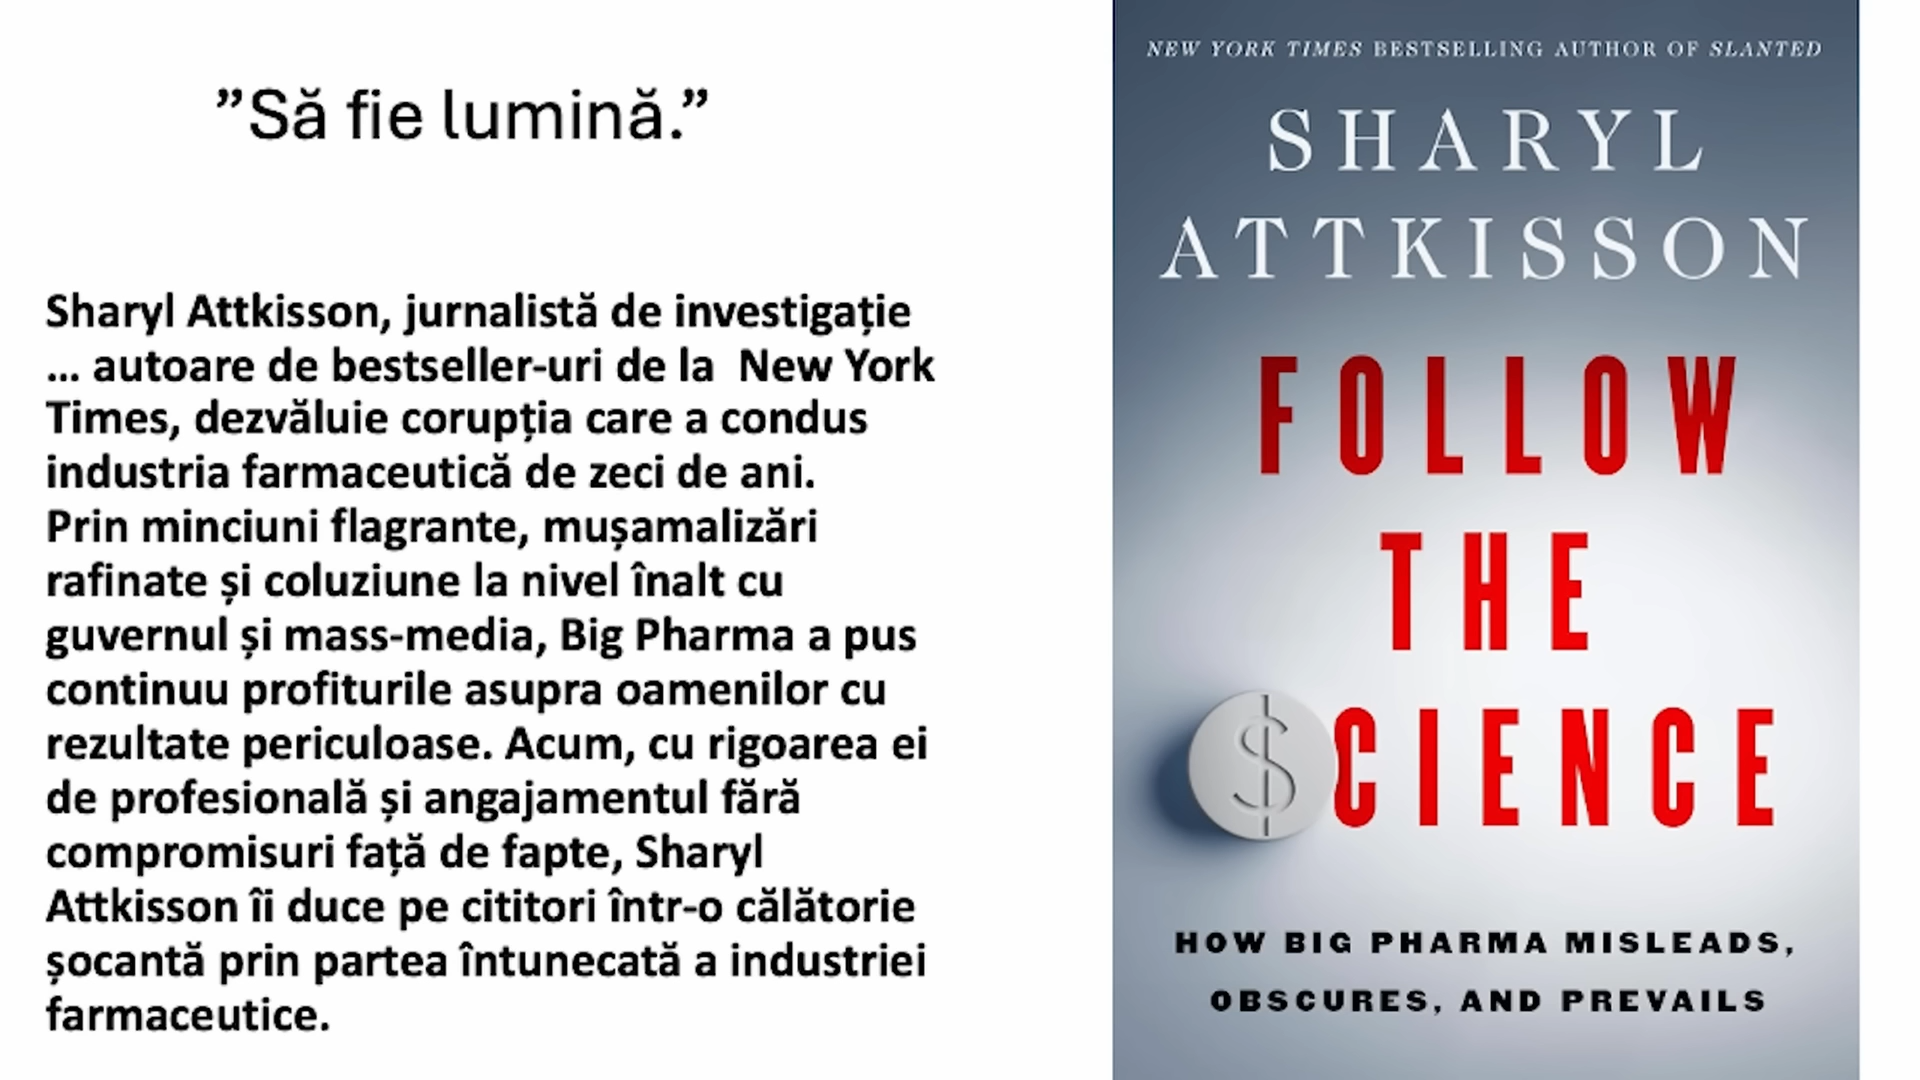 ”Să fie lumină.”
Sharyl Attkisson, jurnalistă de investigație
... autoare de bestseller-uri de la  New York
Times, dezvăluie corupția care a condus
industria farmaceutică de zeci de ani.
Prin minciuni flagrante, mușamalizări
rafinate și coluziune la nivel înalt cu
guvernul și mass-media, Big Pharma a pus
continuu profiturile asupra oamenilor cu
rezultate periculoase. Acum, cu rigoarea ei
de profesională și angajamentul fără
compromisuri față de fapte, Sharyl
Attkisson îi duce pe cititori într-o călătorie
șocantă prin partea întunecată a industriei
farmaceutice.
NEW YORK TIMES BESTSELLING AUTHOR OF SLANTED
SHARYL
ATTKISSON
FOLLOW
THE
$CIENCE
HOW BIG PHARMA MISLEADS,
OBSCURES, AND PREVAILS